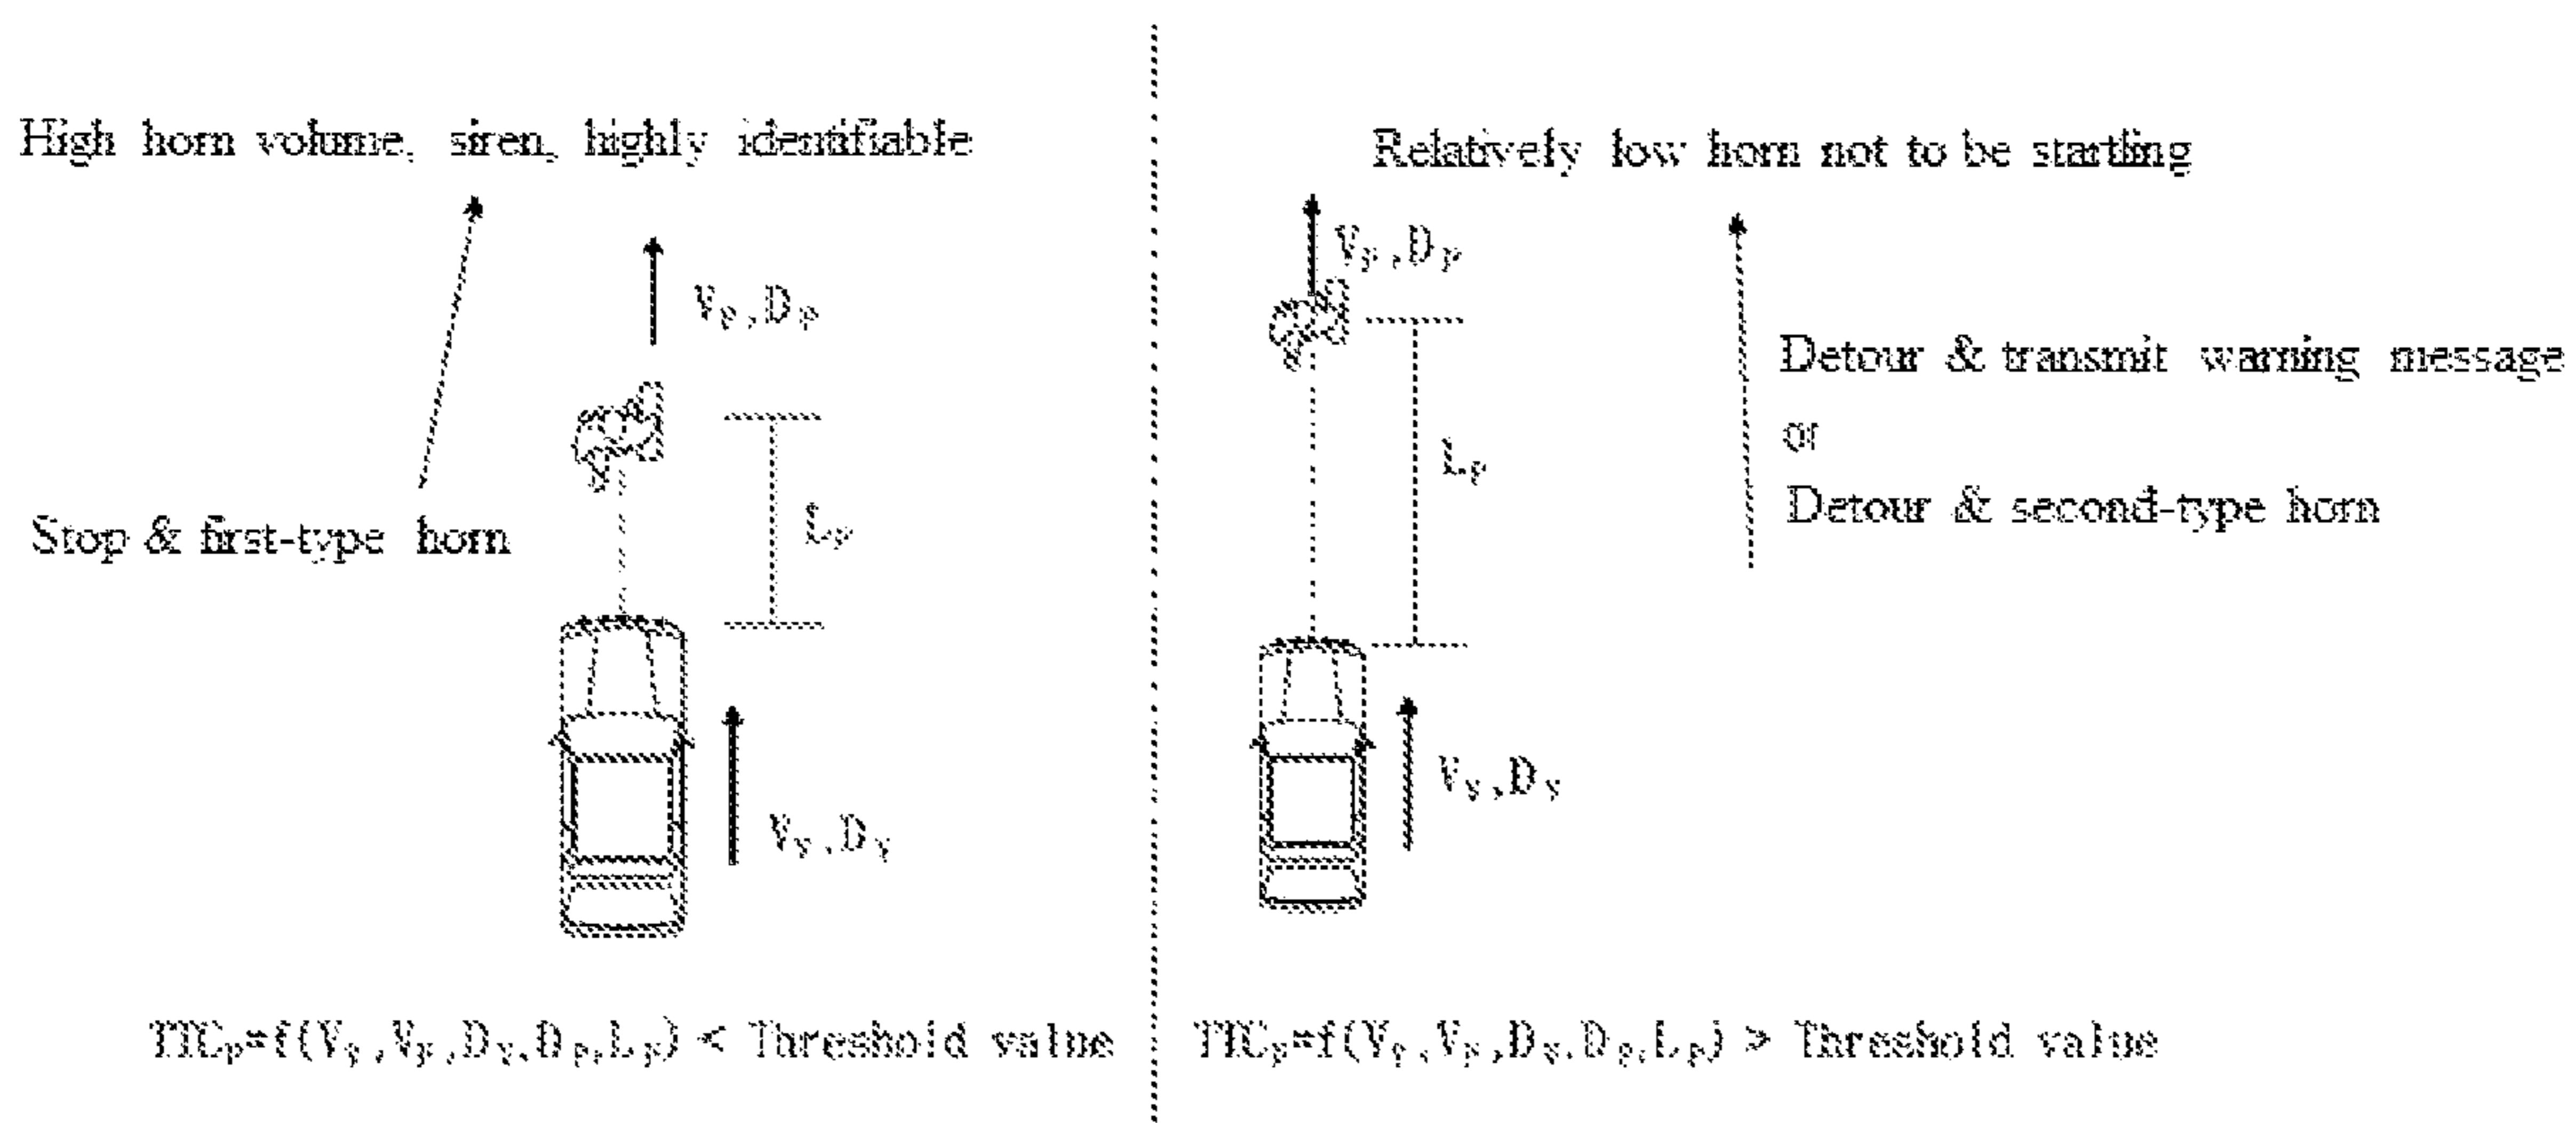 High horn volume, siren, highly identifiable
Vp,Dp
Stop & first-type horn
Lp
Vv,Dv
TTCp=f(Vv,Vp,Dv,Dp,Lp) < Threshold value
Relatively low horn not to be startling
Vp,Dp
Detour & transmit warning message
or
Detour & second-type horn
Lp
Vv,Dv
TTCp=f(Vv,Vp,Dv,Dp,Lp) > Threshold value